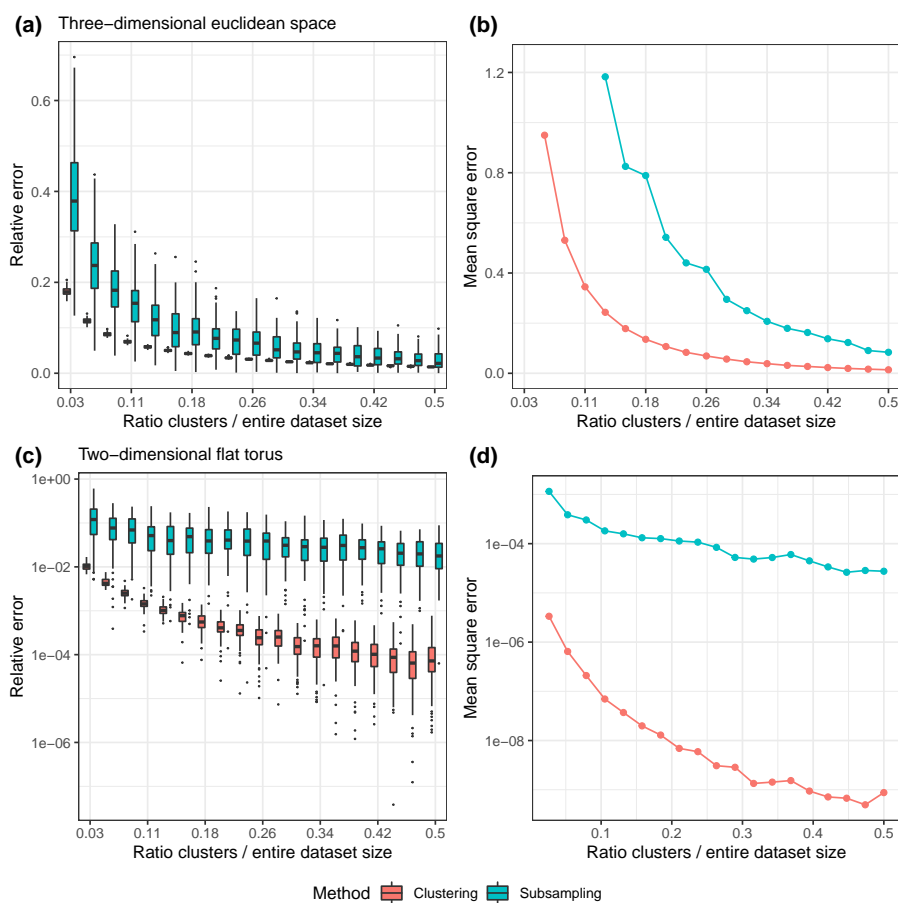 (a) Three−dimensional euclidean space
0.6
0.4
0.2
0.0
Relative error
0.03 0.11 0.18 0.26 0.34 0.42 0.5
Ratio clusters / entire dataset size
(b)
1.2
0.8
0.4
0.0
Mean square error
0.03 0.11 0.18 0.26 0.34 0.42 0.5
Ratio clusters / entire dataset size
(c) Two−dimensional flat torus
1e+00
1e−02
1e−04
1e−06
Relative error
0.03 0.11 0.18 0.26 0.34 0.42 0.5
Ratio clusters / entire dataset size
(d)
1e−04
1e−06
1e−08
Mean square error
0.1 0.2 0.3 0.4 0.5
Ratio clusters / entire dataset size
Method Clustering Subsampling